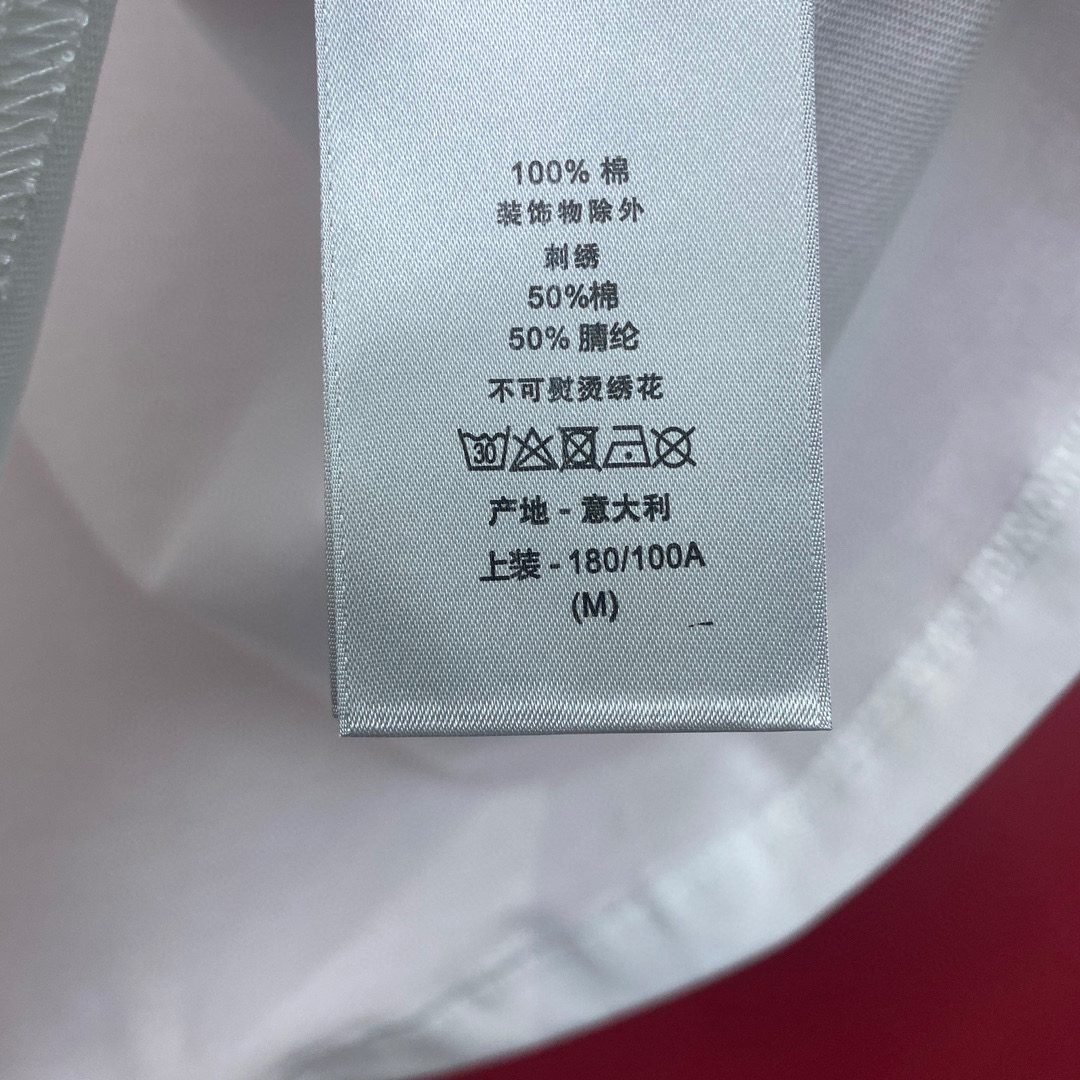 100% 棉
装饰物除外
刺绣
50%棉
50% 腈纶
不可熨烫绣花
30
产地 - 意大利
上装 - 180/100A
(M)